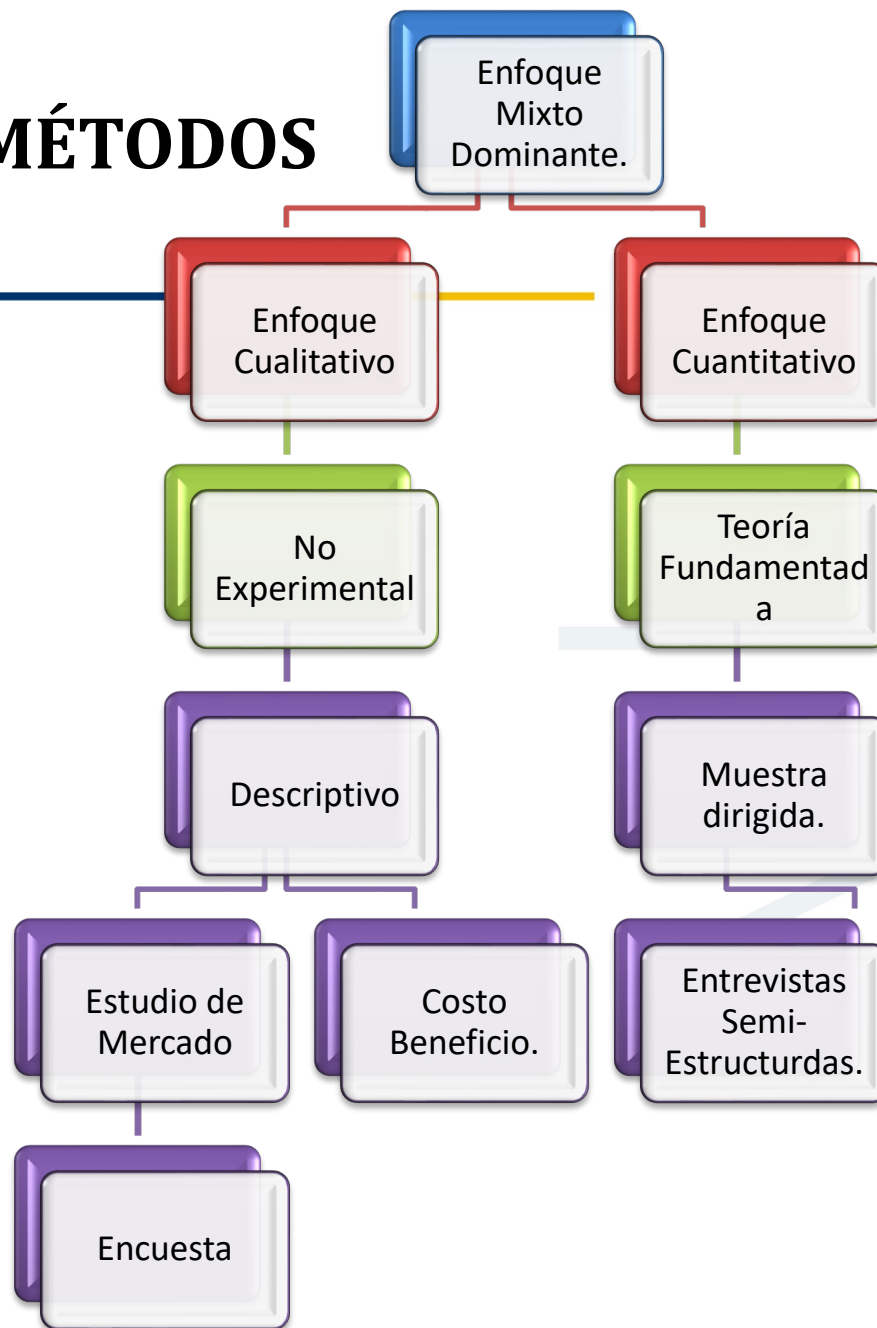 MÉTODOS
Enfoque
Mixto
Dominante.
Enfoque
Cualitativo
Enfoque
Cuantitativo
No
Experimental
Teoría
Fundamentad
a
Descriptivo
Muestra
dirigida.
Estudio de
Mercado
Costo
Beneficio.
Entrevistas
Semi-
Estructurdas.
Encuesta